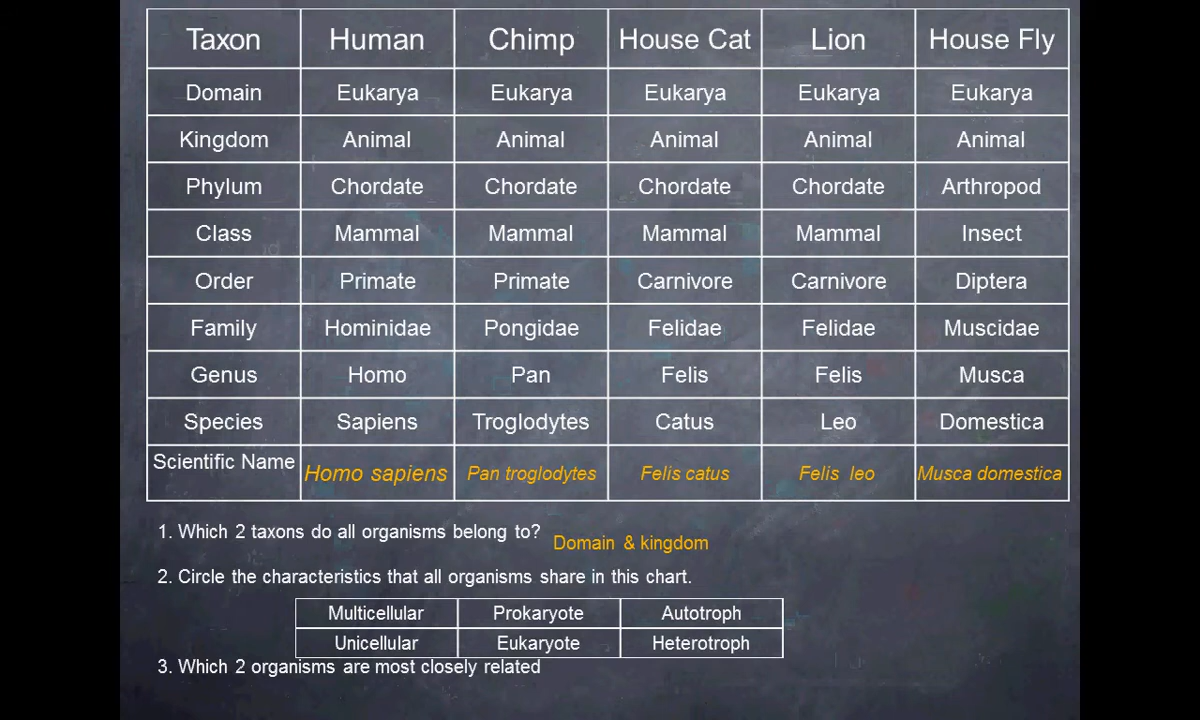 Taxon Human Chimp House Cat Lion House Fly
Domain Eukarya Eukarya Eukarya Eukarya Eukarya
Kingdom Animal Animal Animal Animal Animal
Phylum Chordate Chordate Chordate Chordate Arthropod
Class Mammal Mammal Mammal Mammal Insect
Order Primate Primate Carnivore Carnivore Diptera
Family Hominidae Pongidae Felidae Felidae Muscidae
Genus Homo Pan Felis Felis Musca
Species Sapiens Troglodytes Catus Leo Domestica
Scientific Name Homo sapiens Pan troglodytes Felis catus Felis leo Musca domestica
1. Which 2 taxons do all organisms belong to? Domain & kingdom
2. Circle the characteristics that all organisms share in this chart.
Multicellular Prokaryote Autotroph
Unicellular Eukaryote Heterotroph
3. Which 2 organisms are most closely related